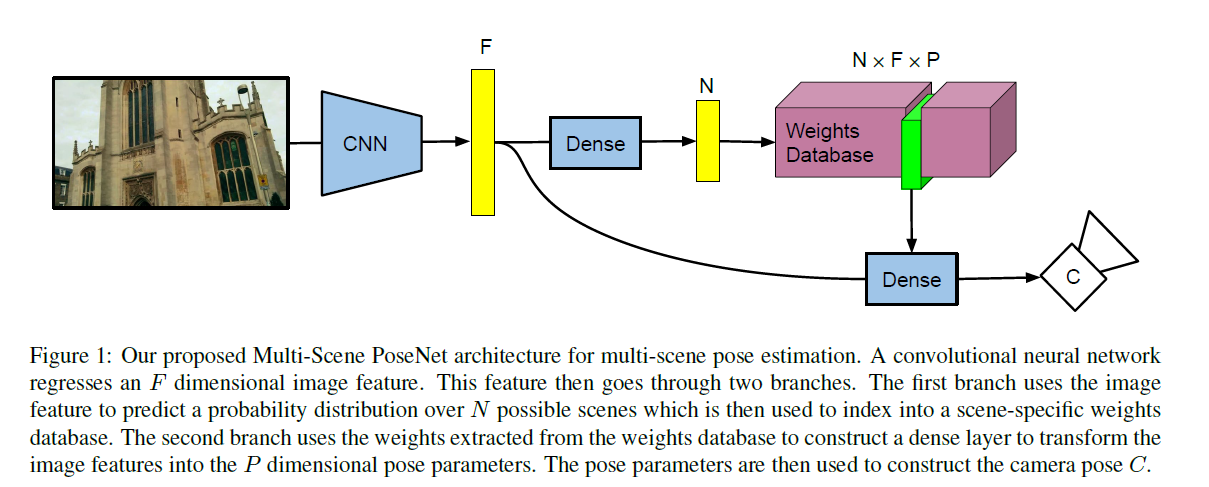 F
N
N × F × P
CNN
Dense
Weights
Database
Dense
C
Figure 1: Our proposed Multi-Scene PoseNet architecture for multi-scene pose estimation. A convolutional neural network
regresses an F dimensional image feature. This feature then goes through two branches. The first branch uses the image
feature to predict a probability distribution over N possible scenes which is then used to index into a scene-specific weights
database. The second branch uses the weights extracted from the weights database to construct a dense layer to transform the
image features into the P dimensional pose parameters. The pose parameters are then used to construct the camera pose C.